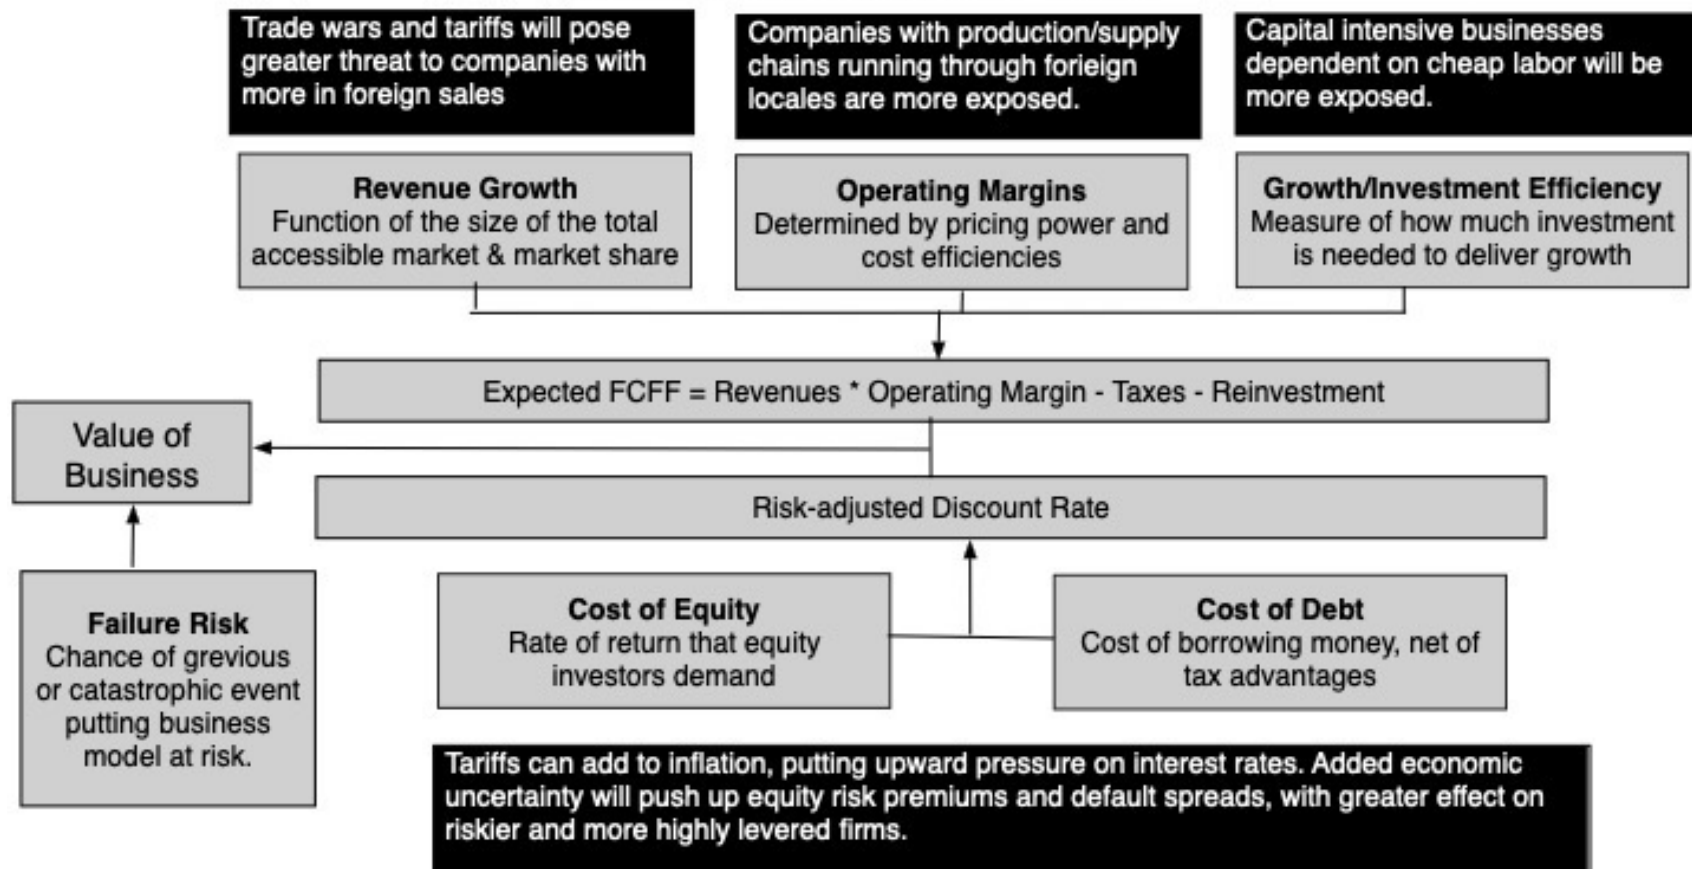 Trade wars and tariffs will pose
greater threat to companies with
more in foreign sales
Companies with production/supply
chains running through forieign
locales are more exposed.
Capital intensive businesses
dependent on cheap labor will be
more exposed.
Revenue Growth
Function of the size of the total
accessible market & market share
Operating Margins
Determined by pricing power and
cost efficiencies
Growth/Investment Efficiency
Measure of how much investment
is needed to deliver growth
Expected FCFF = Revenues * Operating Margin - Taxes - Reinvestment
Value of
Business
Risk-adjusted Discount Rate
Failure Risk
Chance of grevious
or catastrophic event
putting business
model at risk.
Cost of Equity
Rate of return that equity
investors demand
Cost of Debt
Cost of borrowing money, net of
tax advantages
Tariffs can add to inflation, putting upward pressure on interest rates. Added economic
uncertainty will push up equity risk premiums and default spreads, with greater effect on
riskier and more highly levered firms.